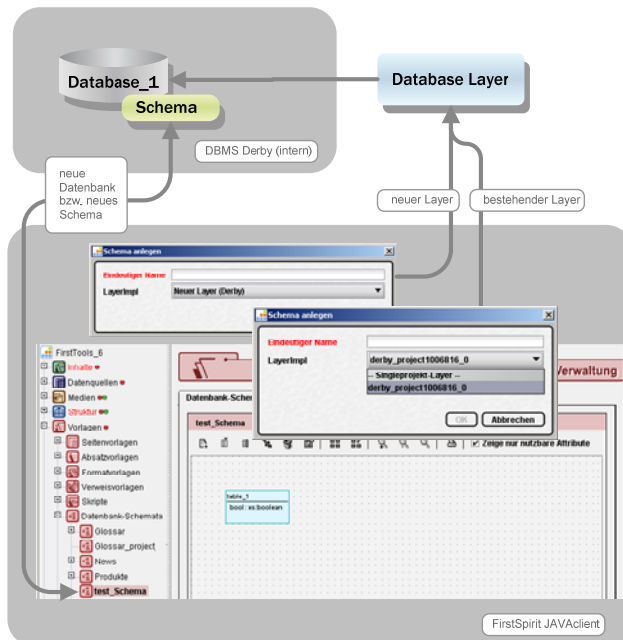 Database_1
Schema
Database Layer
DBMS Derby (intern)
neue
Datenbank
bzw. neues
Schema
neuer Layer
bestehender Layer
Schema anlegen
Eindeutiger Name
LayerImpl
Neuer Layer (Derby)
Schema anlegen
Eindeutiger Name
LayerImpl
derby_project1006816_0
-- Singleprojekt-Layer --
derby_project1006816_0
OK
Abbrechen
FirstTools_6
Inhalte
Datenquellen
Medien
Struktur
Vorlagen
Seitenvorlagen
Absatzvorlagen
Formatvorlagen
Verweisvorlagen
Skripte
Datenbank-Schemata
Glossar
Glossar_project
News
Produkte
test_Schema
Verwaltung
Datenbank-Schem
test_Schema
Zeige nur nutzbare Attribute
table_1
bool : xs:boolean
FirstSpirit JAVAclient